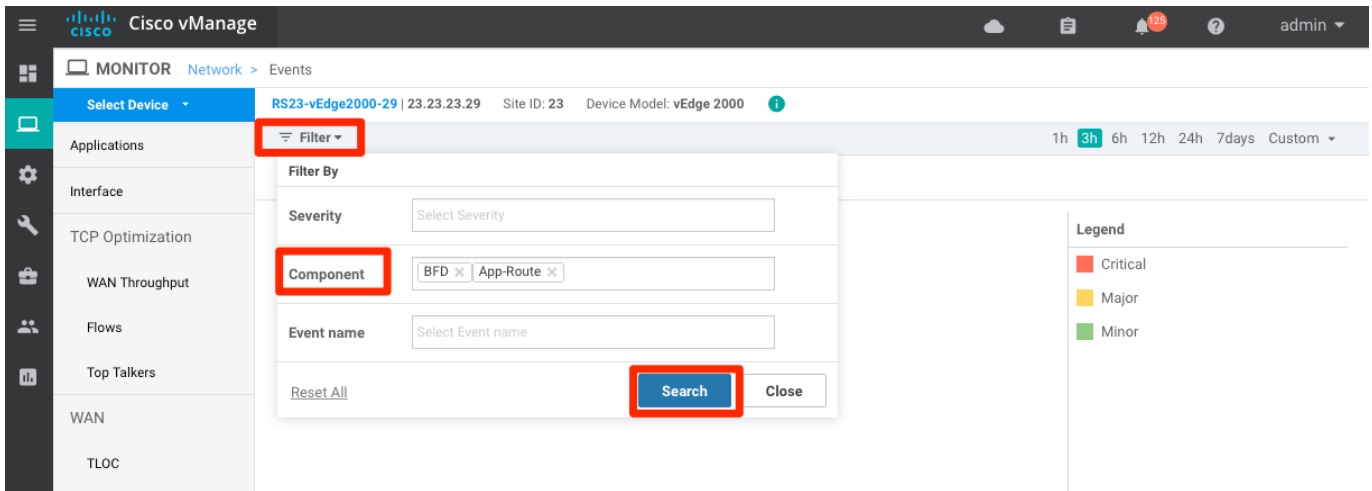 cisco Cisco vManage
125
admin
MONITOR Network > Events
Select Device
RS23-vEdge2000-29 | 23.23.23.29 Site ID: 23 Device Model: vEdge 2000 i
Filter
1h 3h 6h 12h 24h 7days Custom
Applications
Interface
TCP Optimization
WAN Throughput
Flows
Top Talkers
WAN
TLOC
Filter By
Severity Select Severity
Component BFD × App-Route ×
Event name Select Event name
Reset All Search Close
Legend
Critical
Major
Minor